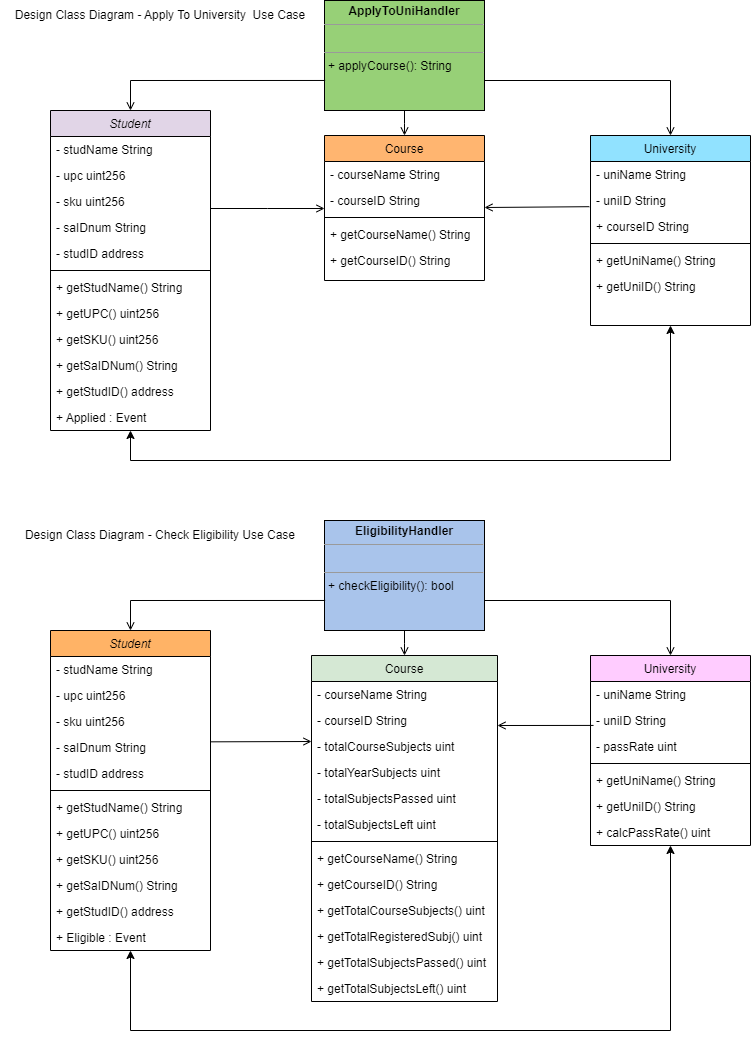 Design Class Diagram - Apply To University  Use Case
ApplyToUniHandler
+ applyCourse(): String
Student
- studName String
- upc uint256
- sku uint256
- saIDnum String
- studID address
+ getStudName() String
+ getUPC() uint256
+ getSKU() uint256
+ getSaIDNum() String
+ getStudID() address
+ Applied : Event
Course
- courseName String
- courseID String
+ getCourseName() String
+ getCourseID() String
University
- uniName String
- uniID String
+ courseID String
+ getUniName() String
+ getUniID() String
Design Class Diagram - Check Eligibility Use Case
EligibilityHandler
+ checkEligibility(): bool
Student
- studName String
- upc uint256
- sku uint256
- saIDnum String
- studID address
+ getStudName() String
+ getUPC() uint256
+ getSKU() uint256
+ getSaIDNum() String
+ getStudID() address
+ Eligible : Event
Course
- courseName String
- courseID String
- totalCourseSubjects uint
- totalYearSubjects uint
- totalSubjectsPassed uint
- totalSubjectsLeft uint
+ getCourseName() String
+ getCourseID() String
+ getTotalCourseSubjects() uint
+ getTotalRegisteredSubj() uint
+ getTotalSubjectsPassed() uint
+ getTotalSubjectsLeft() uint
University
- uniName String
- uniID String
- passRate uint
+ getUniName() String
+ getUniID() String
+ calcPassRate() uint